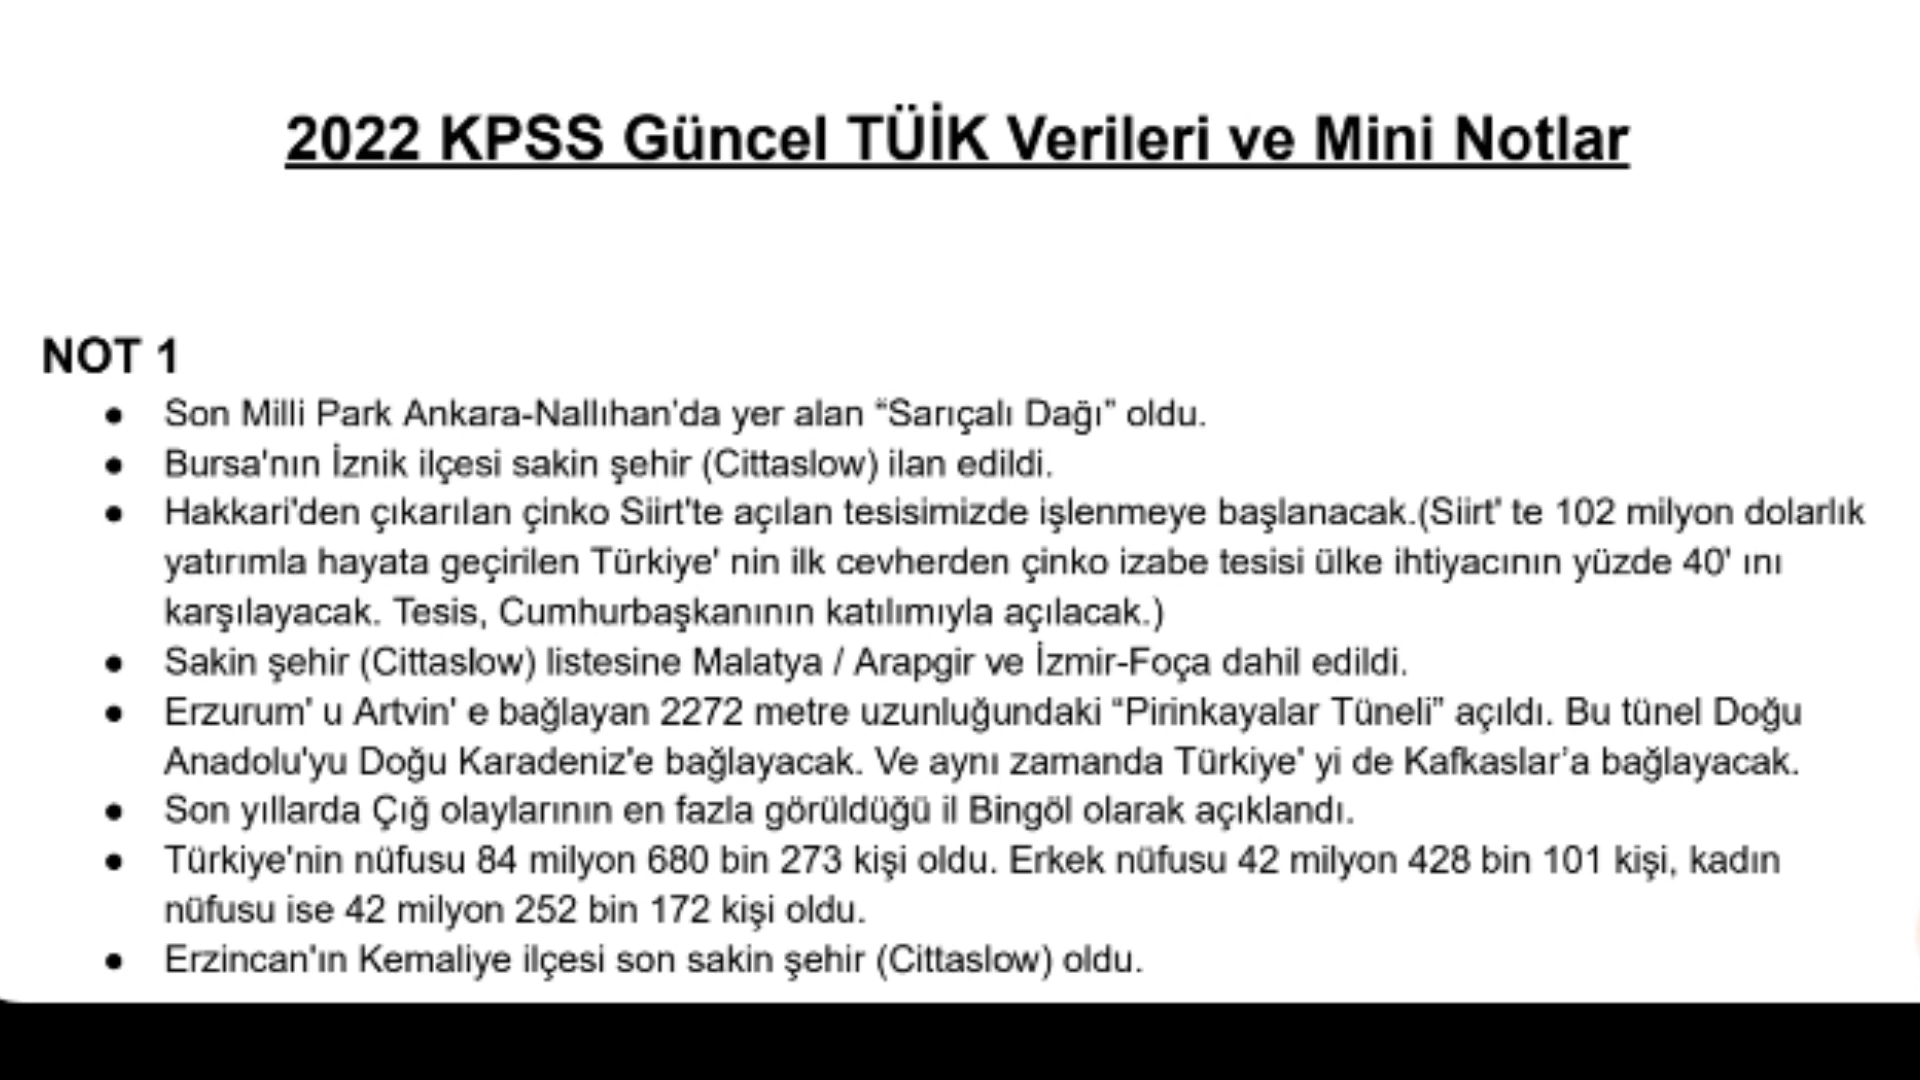 2022 KPSS Güncel TÜİK Verileri ve Mini Notlar
NOT 1
● Son Milli Park Ankara-Nallıhan’da yer alan “Sarıçalı Dağı” oldu.
● Bursa'nın İznik ilçesi sakin şehir (Cittaslow) ilan edildi.
● Hakkari'den çıkarılan çinko Siirt'te açılan tesisimizde işlenmeye başlanacak.(Siirt' te 102 milyon dolarlık
yatırımla hayata geçirilen Türkiye' nin ilk cevherden çinko izabe tesisi ülke ihtiyacının yüzde 40' ını
karşılayacak. Tesis, Cumhurbaşkanının katılımıyla açılacak.)
● Sakin şehir (Cittaslow) listesine Malatya / Arapgir ve İzmir-Foça dahil edildi.
● Erzurum' u Artvin' e bağlayan 2272 metre uzunluğundaki “Pirinkayalar Tüneli” açıldı. Bu tünel Doğu
Anadolu'yu Doğu Karadeniz'e bağlayacak. Ve aynı zamanda Türkiye' yi de Kafkaslar’a bağlayacak.
● Son yıllarda Çığ olaylarının en fazla görüldüğü il Bingöl olarak açıklandı.
● Türkiye'nin nüfusu 84 milyon 680 bin 273 kişi oldu. Erkek nüfusu 42 milyon 428 bin 101 kişi, kadın
nüfusu ise 42 milyon 252 bin 172 kişi oldu.
● Erzincan'ın Kemaliye ilçesi son sakin şehir (Cittaslow) oldu.